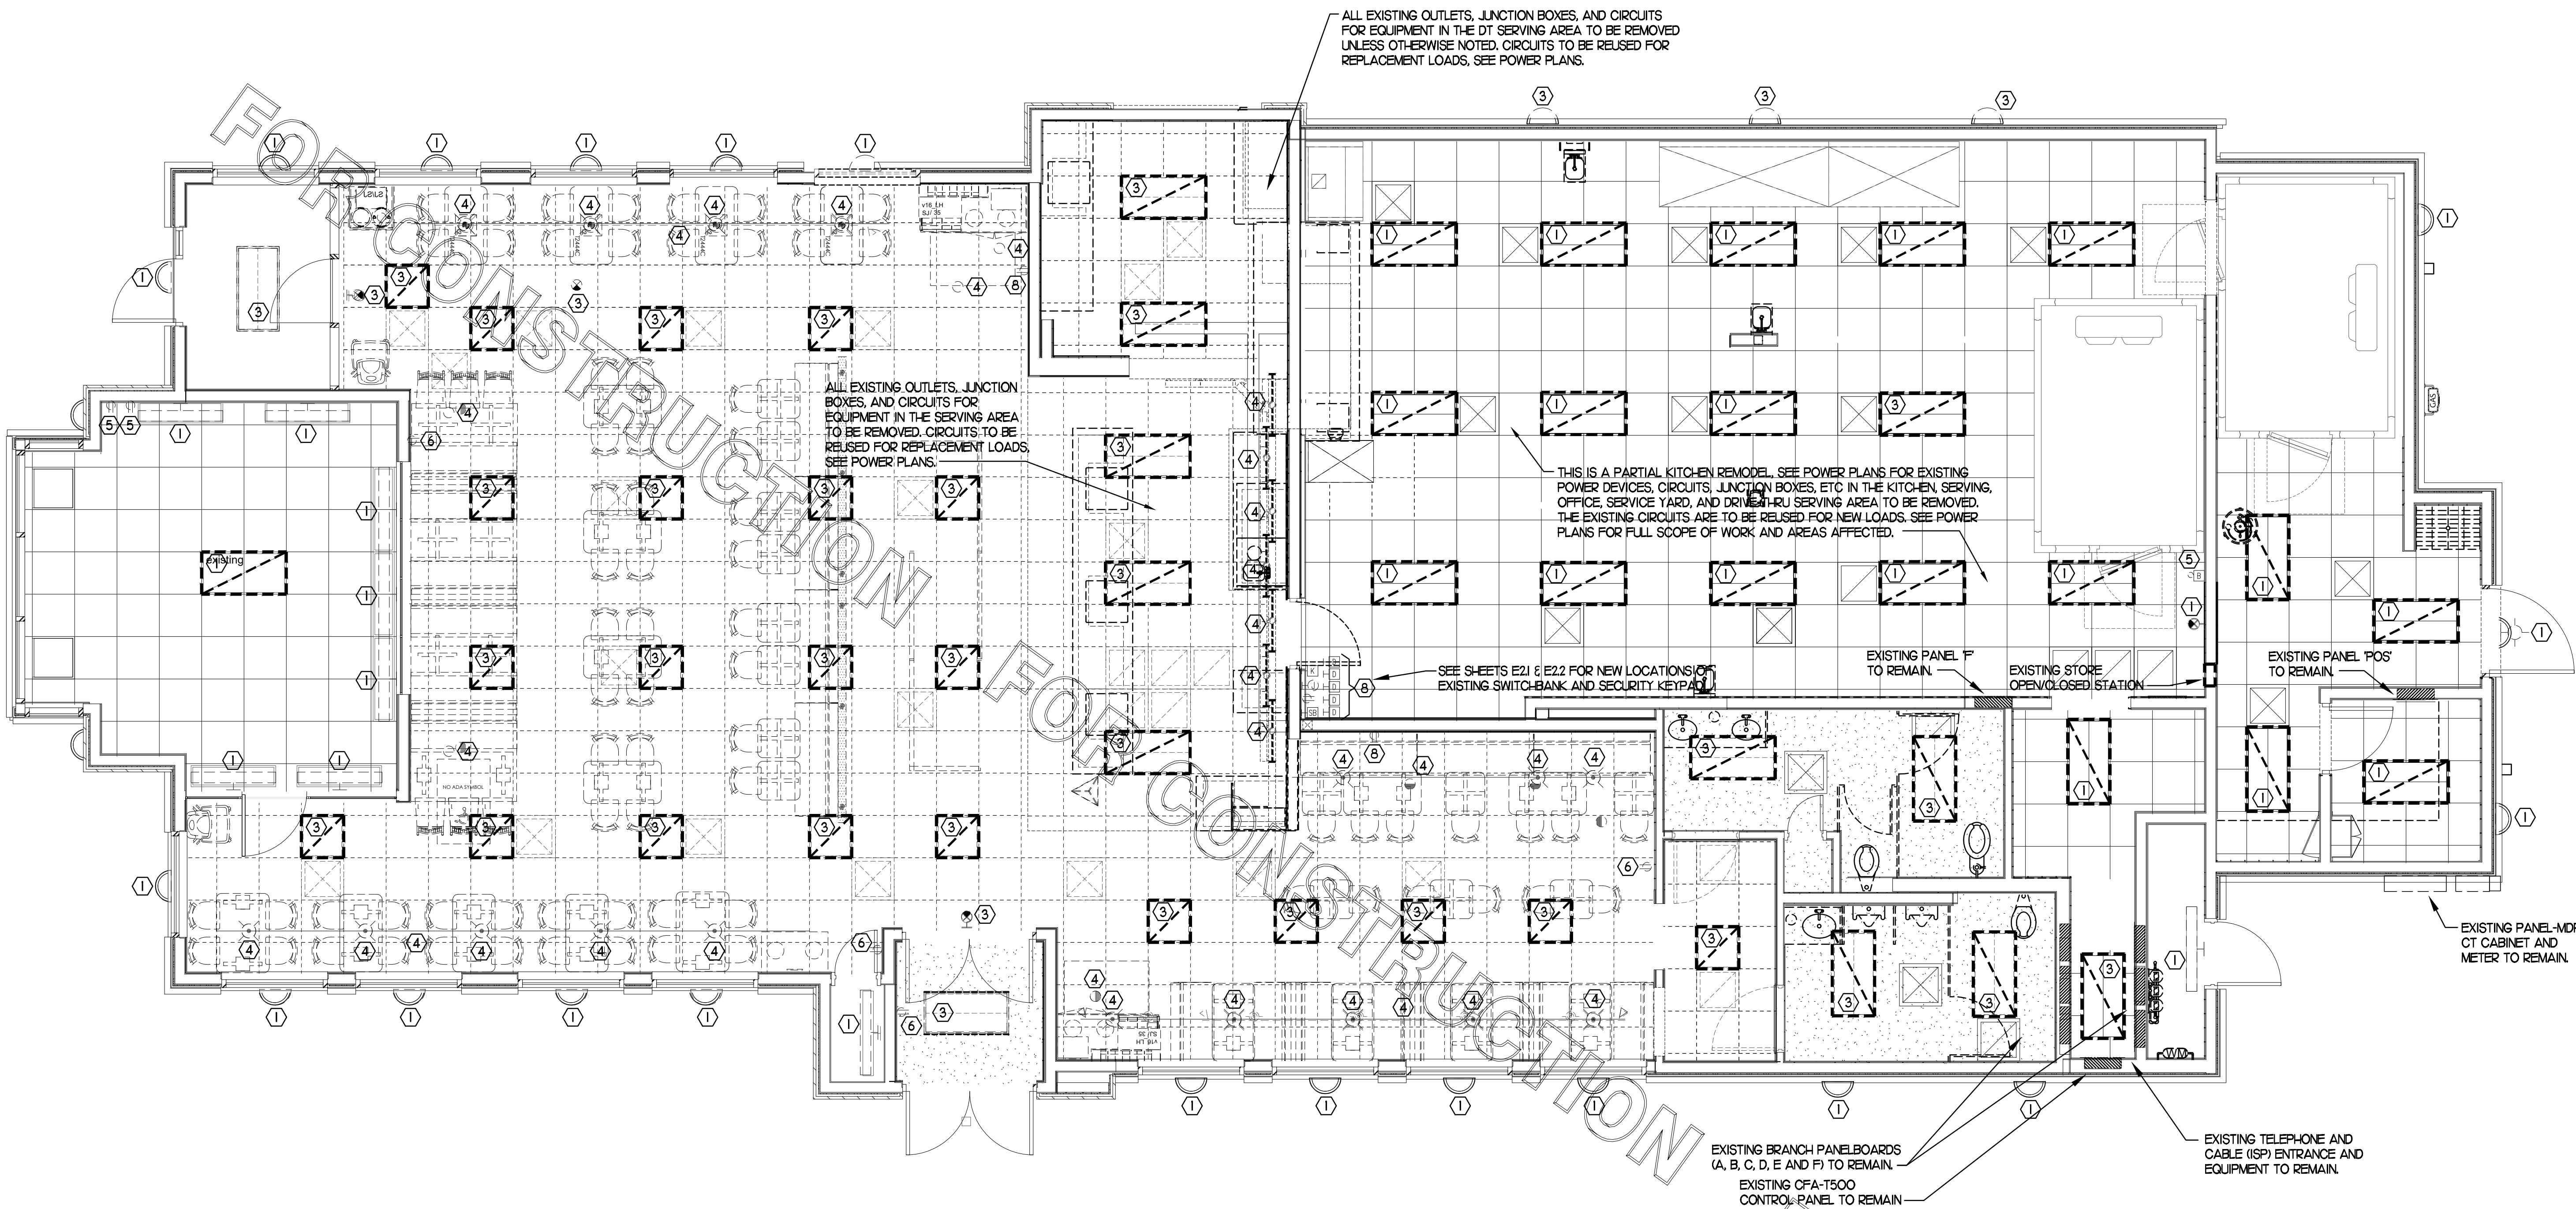 ALL EXISTING OUTLETS, JUNCTION BOXES, AND CIRCUITS
FOR EQUIPMENT IN THE DT SERVING AREA TO BE REMOVED
UNLESS OTHERWISE NOTED. CIRCUITS TO BE REUSED FOR
REPLACEMENT LOADS, SEE POWER PLANS.
FOR CONSTRUCTION
ALL EXISTING OUTLETS, JUNCTION
BOXES, AND CIRCUITS FOR
EQUIPMENT IN THE SERVING AREA
TO BE REMOVED. CIRCUITS TO BE
REUSED FOR REPLACEMENT LOADS,
SEE POWER PLANS.
THIS IS A PARTIAL KITCHEN REMODEL, SEE POWER PLANS FOR EXISTING
POWER DEVICES, CIRCUITS, JUNCTION BOXES, ETC IN THE KITCHEN, SERVING,
OFFICE, SERVICE YARD, AND DRIVE-THRU SERVING AREA TO BE REMOVED.
THE EXISTING CIRCUITS ARE TO BE REUSED FOR NEW LOADS. SEE POWER
PLANS FOR FULL SCOPE OF WORK AND AREAS AFFECTED.
GAS
existing
SEE SHEETS E2.1 & E2.2 FOR NEW LOCATIONS OF
EXISTING SWITCHBANK AND SECURITY KEYPAD
EXISTING PANEL 'F'
TO REMAIN.
EXISTING STORE
OPEN/CLOSED STATION
EXISTING PANEL 'POS'
TO REMAIN.
NO ADA SYMBOL
v16_LH
SJ/ 35
FOR CONSTRUCTION
EXISTING PANEL-MDP
CT CABINET AND
METER TO REMAIN.
WM
v16_LH
SJ/ 35
EXISTING BRANCH PANELBOARDS
(A, B, C, D, E AND F) TO REMAIN.
EXISTING CFA-T500
CONTROL PANEL TO REMAIN
EXISTING TELEPHONE AND
CABLE (ISP) ENTRANCE AND
EQUIPMENT TO REMAIN.